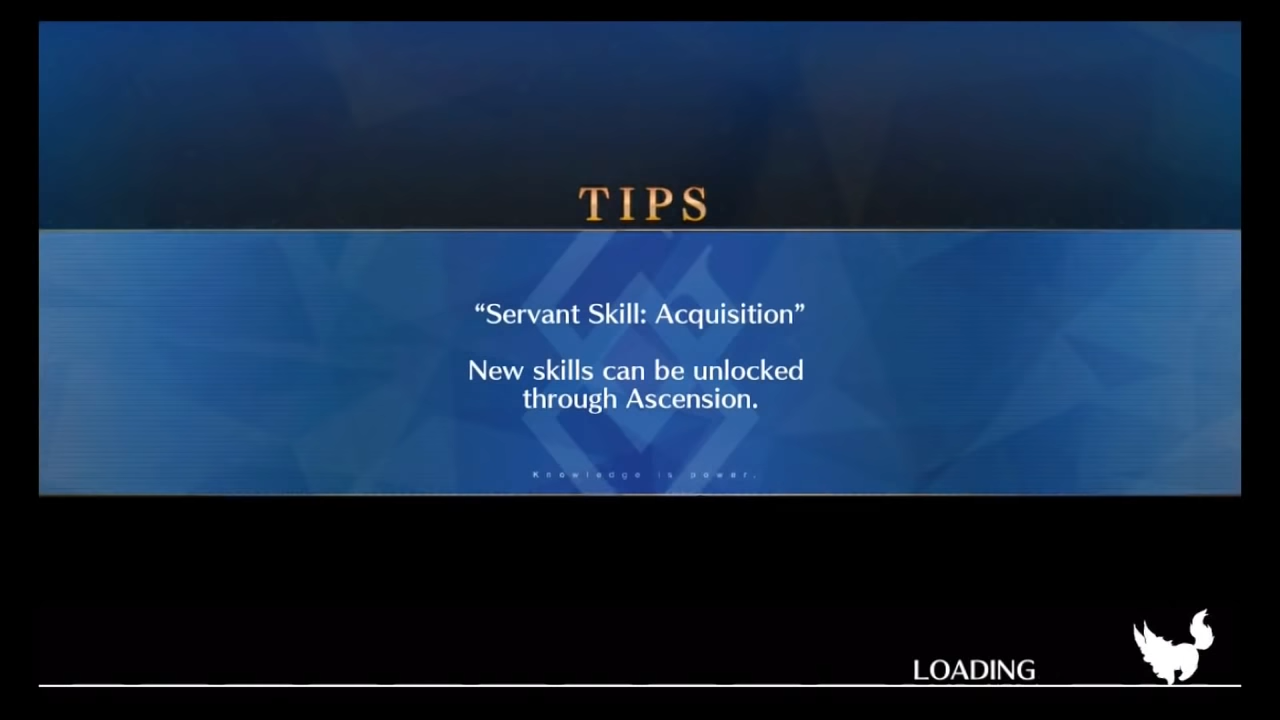 TIPS
“Servant Skill: Acquisition”
New skills can be unlocked
through Ascension.
Knowledge is power.
LOADING